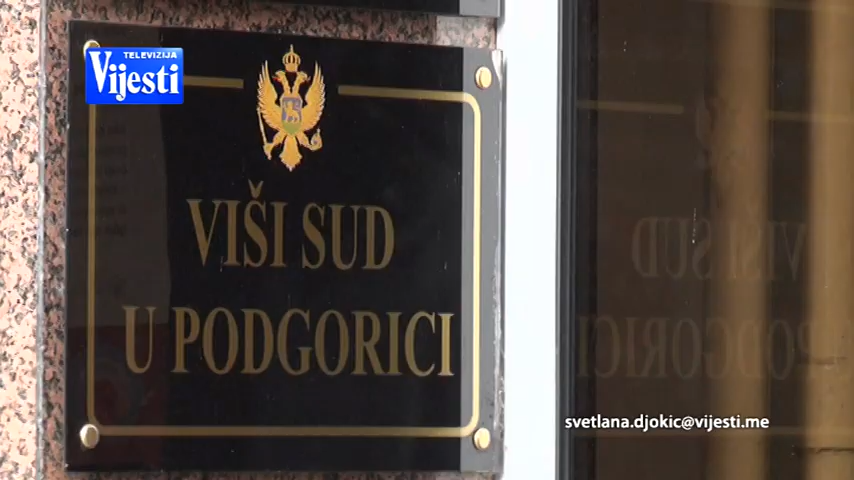 TELEVIZIJA
Vijesti
VIŠI SUD
U PODGORICI
svetlana.djokic@vijesti.me